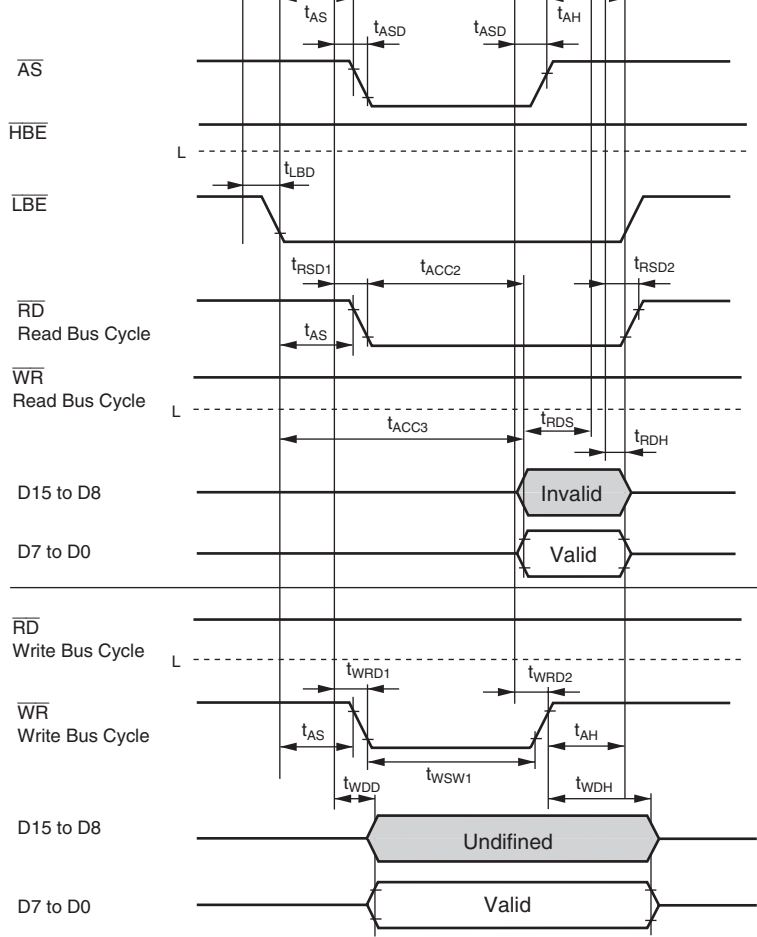 tAS
tASD
tASD
tAH
AS
HBE
L
tLBD
LBE
tRSD1
tACC2
tRSD2
RD
Read Bus Cycle
tAS
WR
Read Bus Cycle
L
tACC3
tRDS
tRDH
D15 to D8
Invalid
D7 to D0
Valid
RD
Write Bus Cycle
L
tWRD1
tWRD2
WR
Write Bus Cycle
tAS
tAH
tWSW1
tWDD
tWDH
D15 to D8
Undifined
D7 to D0
Valid